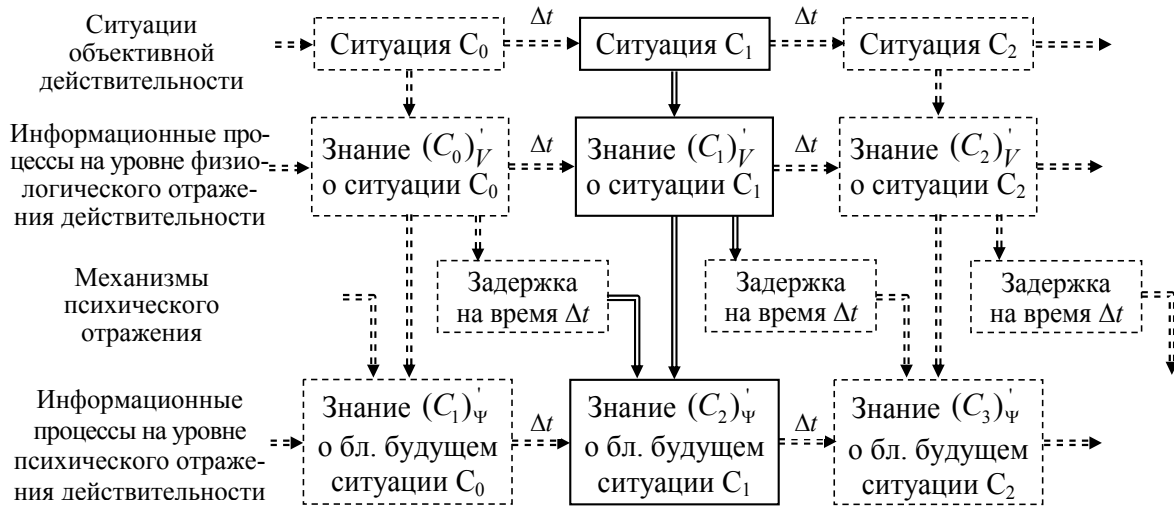 Ситуации
объективной
действительности
Ситуация C₀
Δt
Ситуация C₁
Δt
Ситуация C₂
Информационные про-
цессы на уровне физио-
логического отраже-
ния действительности
Знание (C₀)'V
о ситуации C₀
Δt
Знание (C₁)'V
о ситуации C₁
Δt
Знание (C₂)'V
о ситуации C₂
Механизмы
психического
отражения
Задержка
на время Δt
Задержка
на время Δt
Задержка
на время Δt
Информационные
процессы на уровне
психического отраже-
ния действительности
Знание (C₁)'Ψ
о бл. будущем
ситуации C₀
Δt
Знание (C₂)'Ψ
о бл. будущем
ситуации C₁
Δt
Знание (C₃)'Ψ
о бл. будущем
ситуации C₂